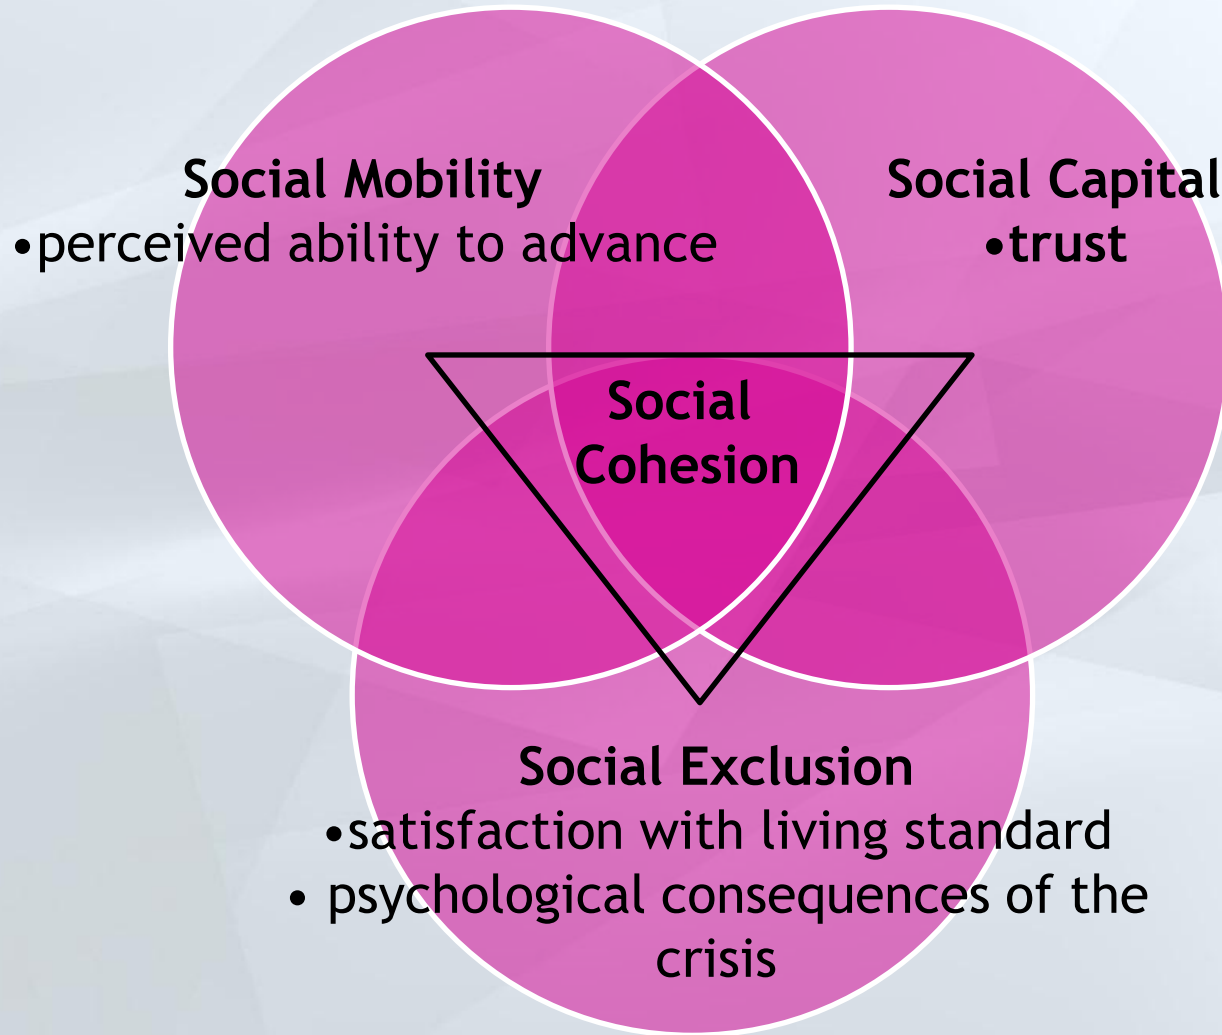 Social Mobility
•perceived ability to advance
Social Capital
•trust
Social
Cohesion
Social Exclusion
•satisfaction with living standard
• psychological consequences of the
crisis